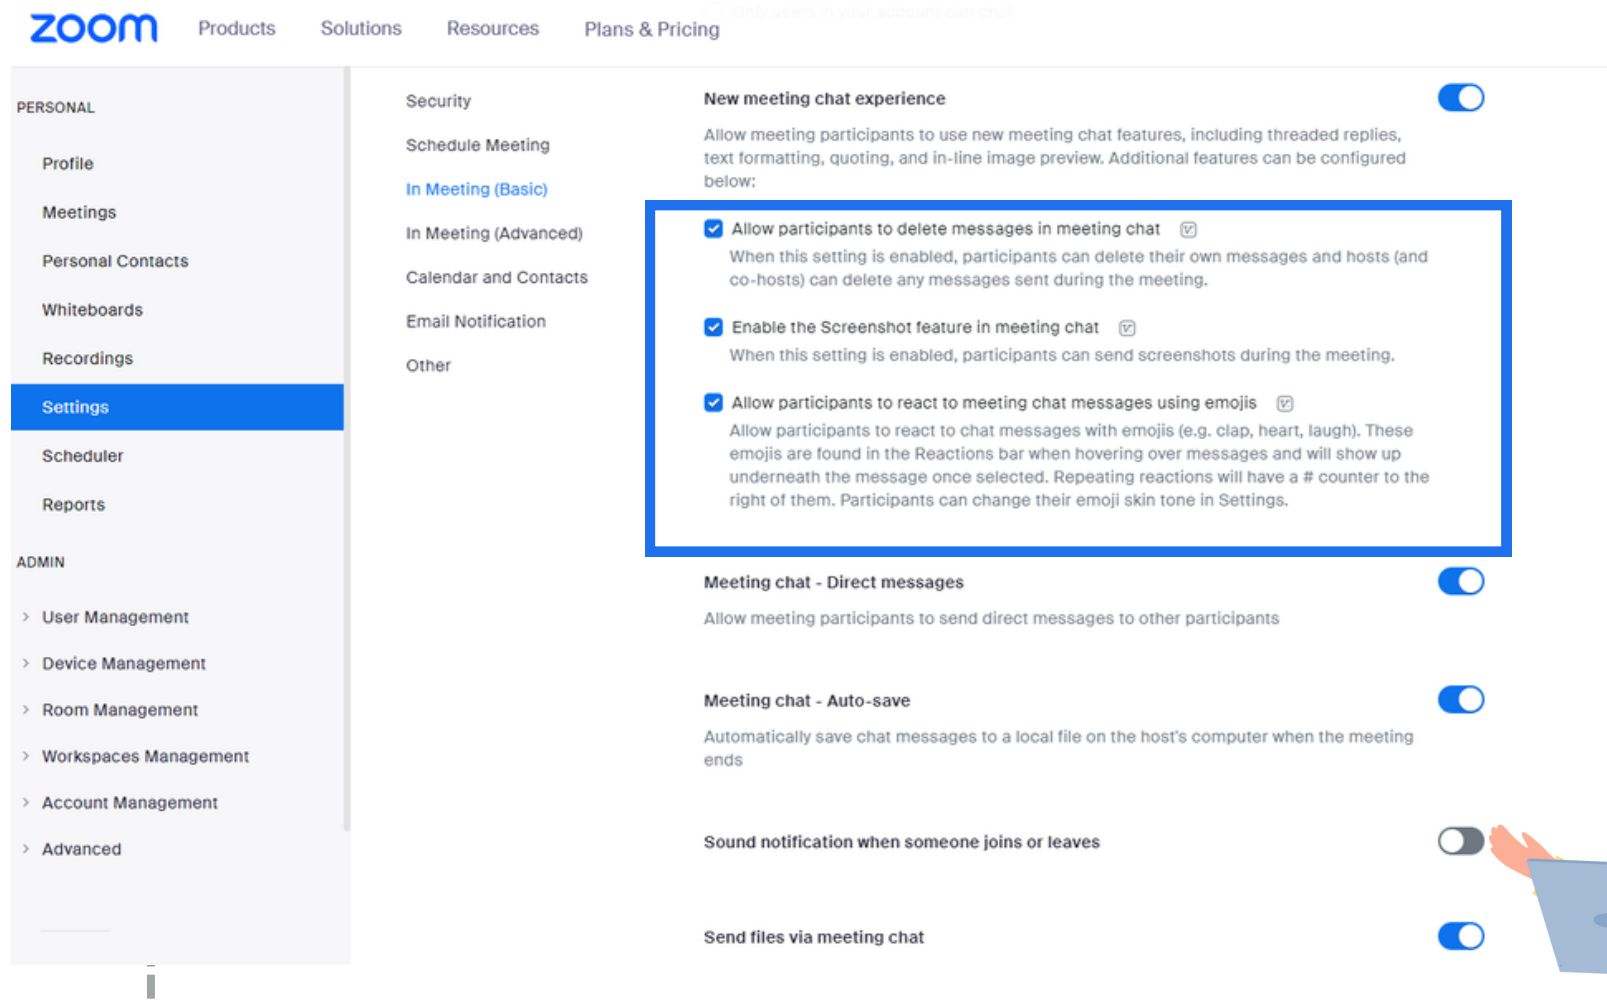 Only users in your account can chat
zoom
Products
Solutions
Resources
Plans & Pricing
PERSONAL
Profile
Meetings
Personal Contacts
Whiteboards
Recordings
Settings
Scheduler
Reports
ADMIN
User Management
Device Management
Room Management
Workspaces Management
Account Management
Advanced
Security
Schedule Meeting
In Meeting (Basic)
In Meeting (Advanced)
Calendar and Contacts
Email Notification
Other
New meeting chat experience
Allow meeting participants to use new meeting chat features, including threaded replies,
text formatting, quoting, and in-line image preview. Additional features can be configured
below:
Allow participants to delete messages in meeting chat
When this setting is enabled, participants can delete their own messages and hosts (and
co-hosts) can delete any messages sent during the meeting.
Enable the Screenshot feature in meeting chat
When this setting is enabled, participants can send screenshots during the meeting.
Allow participants to react to meeting chat messages using emojis
Allow participants to react to chat messages with emojis (e.g. clap, heart, laugh). These
emojis are found in the Reactions bar when hovering over messages and will show up
underneath the message once selected. Repeating reactions will have a # counter to the
right of them. Participants can change their emoji skin tone in Settings.
Meeting chat - Direct messages
Allow meeting participants to send direct messages to other participants
Meeting chat - Auto-save
Automatically save chat messages to a local file on the host's computer when the meeting
ends
Sound notification when someone joins or leaves
Send files via meeting chat